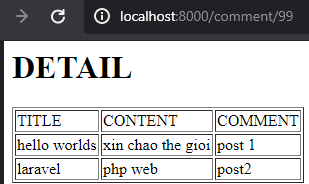 localhost:8000/comment/99
DETAIL
TITLE CONTENT COMMENT
hello worlds xin chao the gioi post 1
laravel php web post2